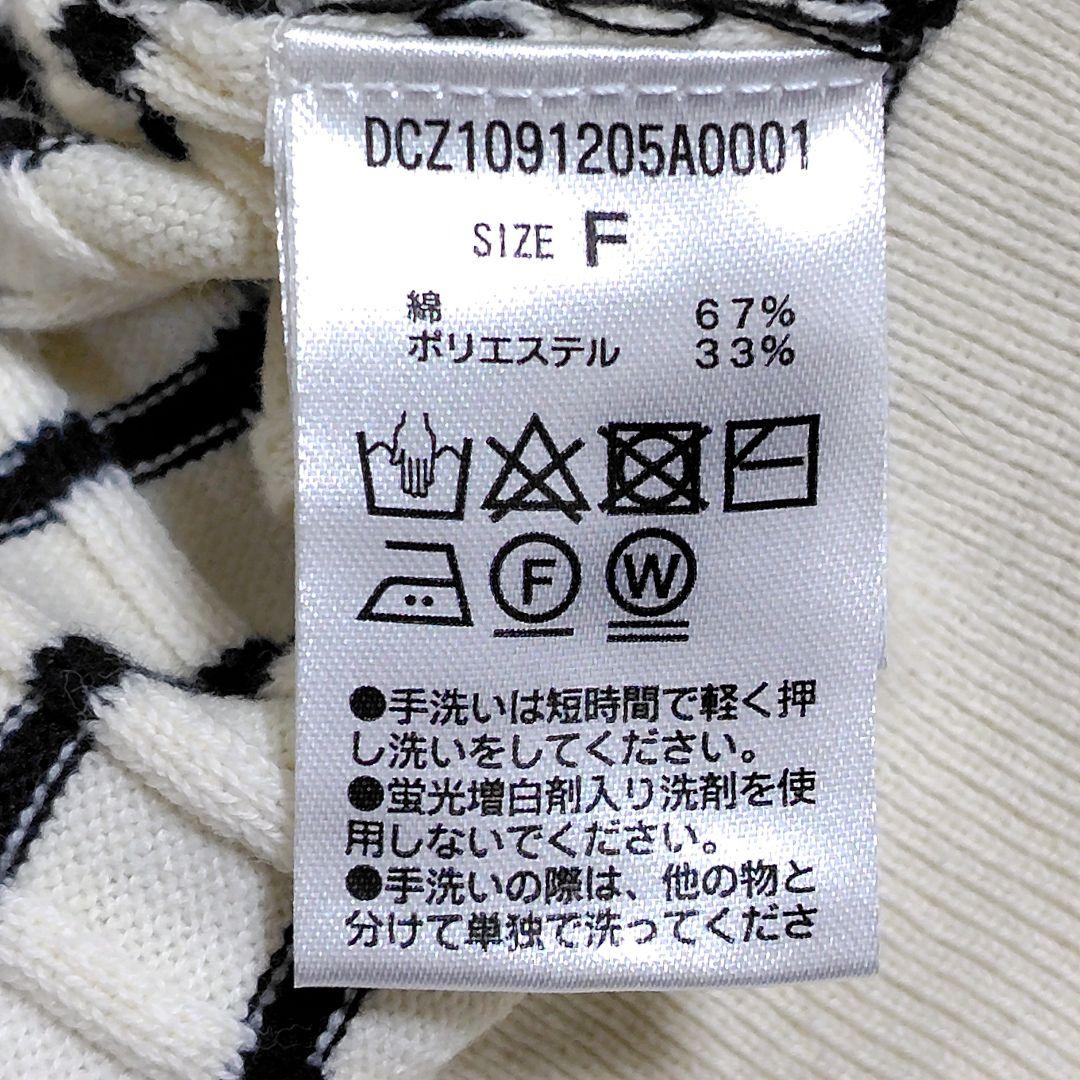 DCZ1091205A0001
SIZE F
綿 67%
ポリエステル 33%
F W
●手洗いは短時間で軽く押
し洗いをしてください。
●蛍光増白剤入り洗剤を使
用しないでください。
●手洗いの際は、他の物と
分けて単独で洗ってくださ